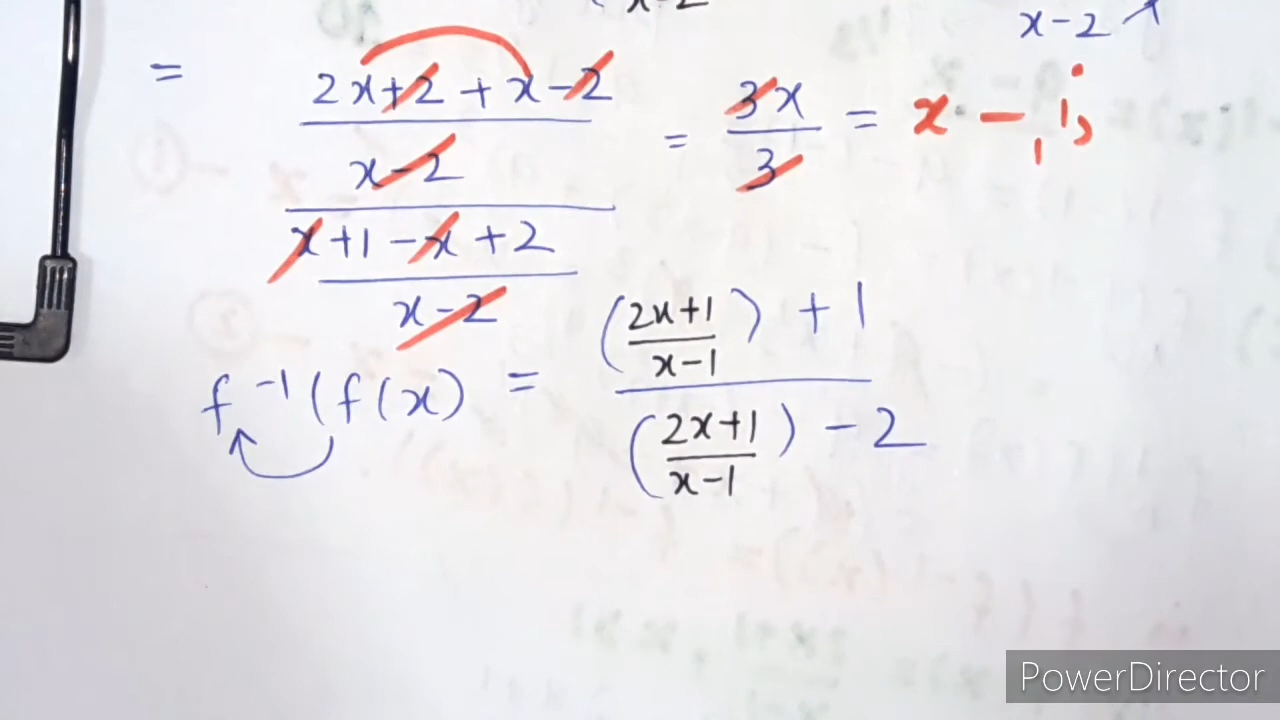 x-2
x-2
= 2x+2+x-2 / x-2 / x+1-x+2 / x-2 = 3x / 3 = x - i,
f -1 (f(x) = (2x+1 / x-1) + 1 / (2x+1 / x-1) - 2
PowerDirector